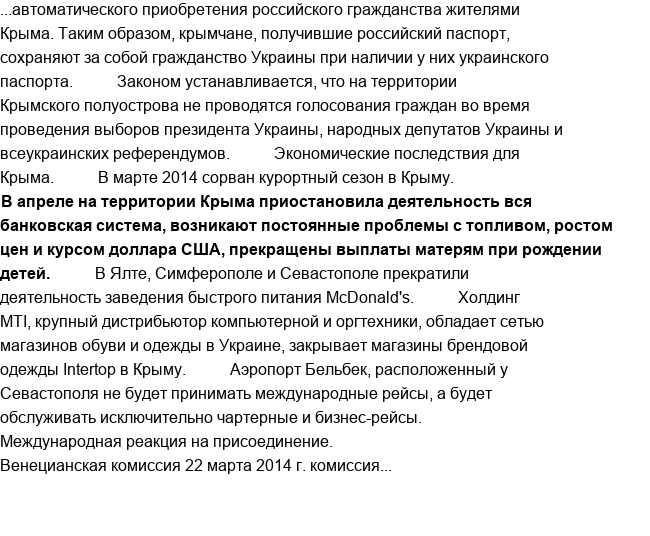 ...автоматического приобретения российского гражданства жителями
Крыма. Таким образом, крымчане, получившие российский паспорт,
сохраняют за собой гражданство Украины при наличии у них украинского
паспорта. Законом устанавливается, что на территории
Крымского полуострова не проводятся голосования граждан во время
проведения выборов президента Украины, народных депутатов Украины и
всеукраинских референдумов. Экономические последствия для
Крыма. В марте 2014 сорван курортный сезон в Крыму.
В апреле на территории Крыма приостановила деятельность вся
банковская система, возникают постоянные проблемы с топливом, ростом
цен и курсом доллара США, прекращены выплаты матерям при рождении
детей. В Ялте, Симферополе и Севастополе прекратили
деятельность заведения быстрого питания McDonald's. Холдинг
MTI, крупный дистрибьютор компьютерной и оргтехники, обладает сетью
магазинов обуви и одежды в Украине, закрывает магазины брендовой
одежды Intertop в Крыму. Аэропорт Бельбек, расположенный у
Севастополя не будет принимать международные рейсы, а будет
обслуживать исключительно чартерные и бизнес-рейсы.
Международная реакция на присоединение.
Венецианская комиссия 22 марта 2014 г. комиссия...